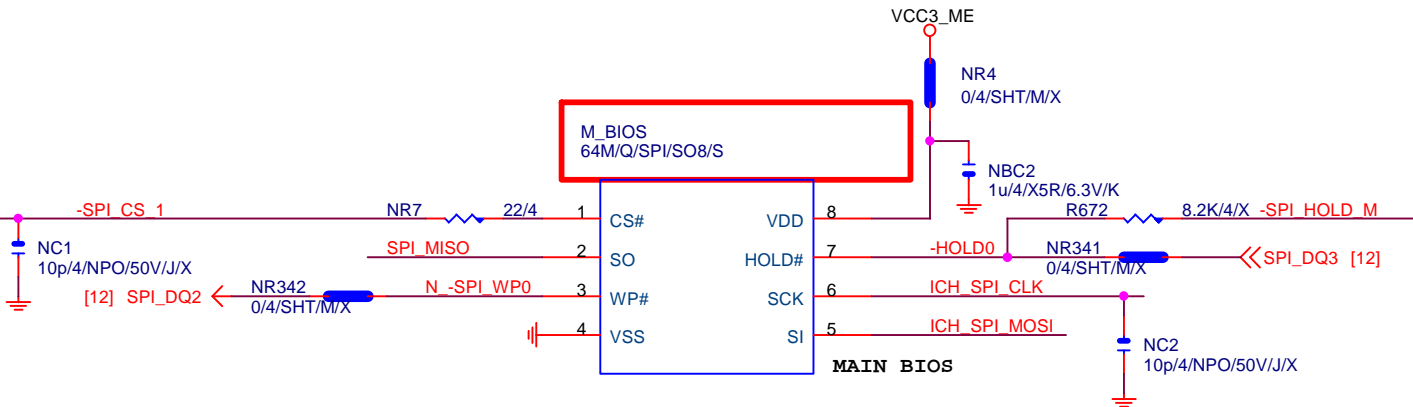 VCC3_ME
NR4
0/4/SHT/M/X
M_BIOS
64M/Q/SPI/SO8/S
NBC2
1u/4/X5R/6.3V/K
-SPI_CS_1
NR7
22/4
1
CS#
VDD
8
R672
8.2K/4/X
-SPI_HOLD_M
NC1
10p/4/NPO/50V/J/X
SPI_MISO
2
SO
HOLD#
7
-HOLD0
NR341
0/4/SHT/M/X
SPI_DQ3 [12]
[12] SPI_DQ2
NR342
0/4/SHT/M/X
N_-SPI_WP0
3
WP#
SCK
6
ICH_SPI_CLK
4
VSS
SI
5
ICH_SPI_MOSI
NC2
10p/4/NPO/50V/J/X
MAIN BIOS